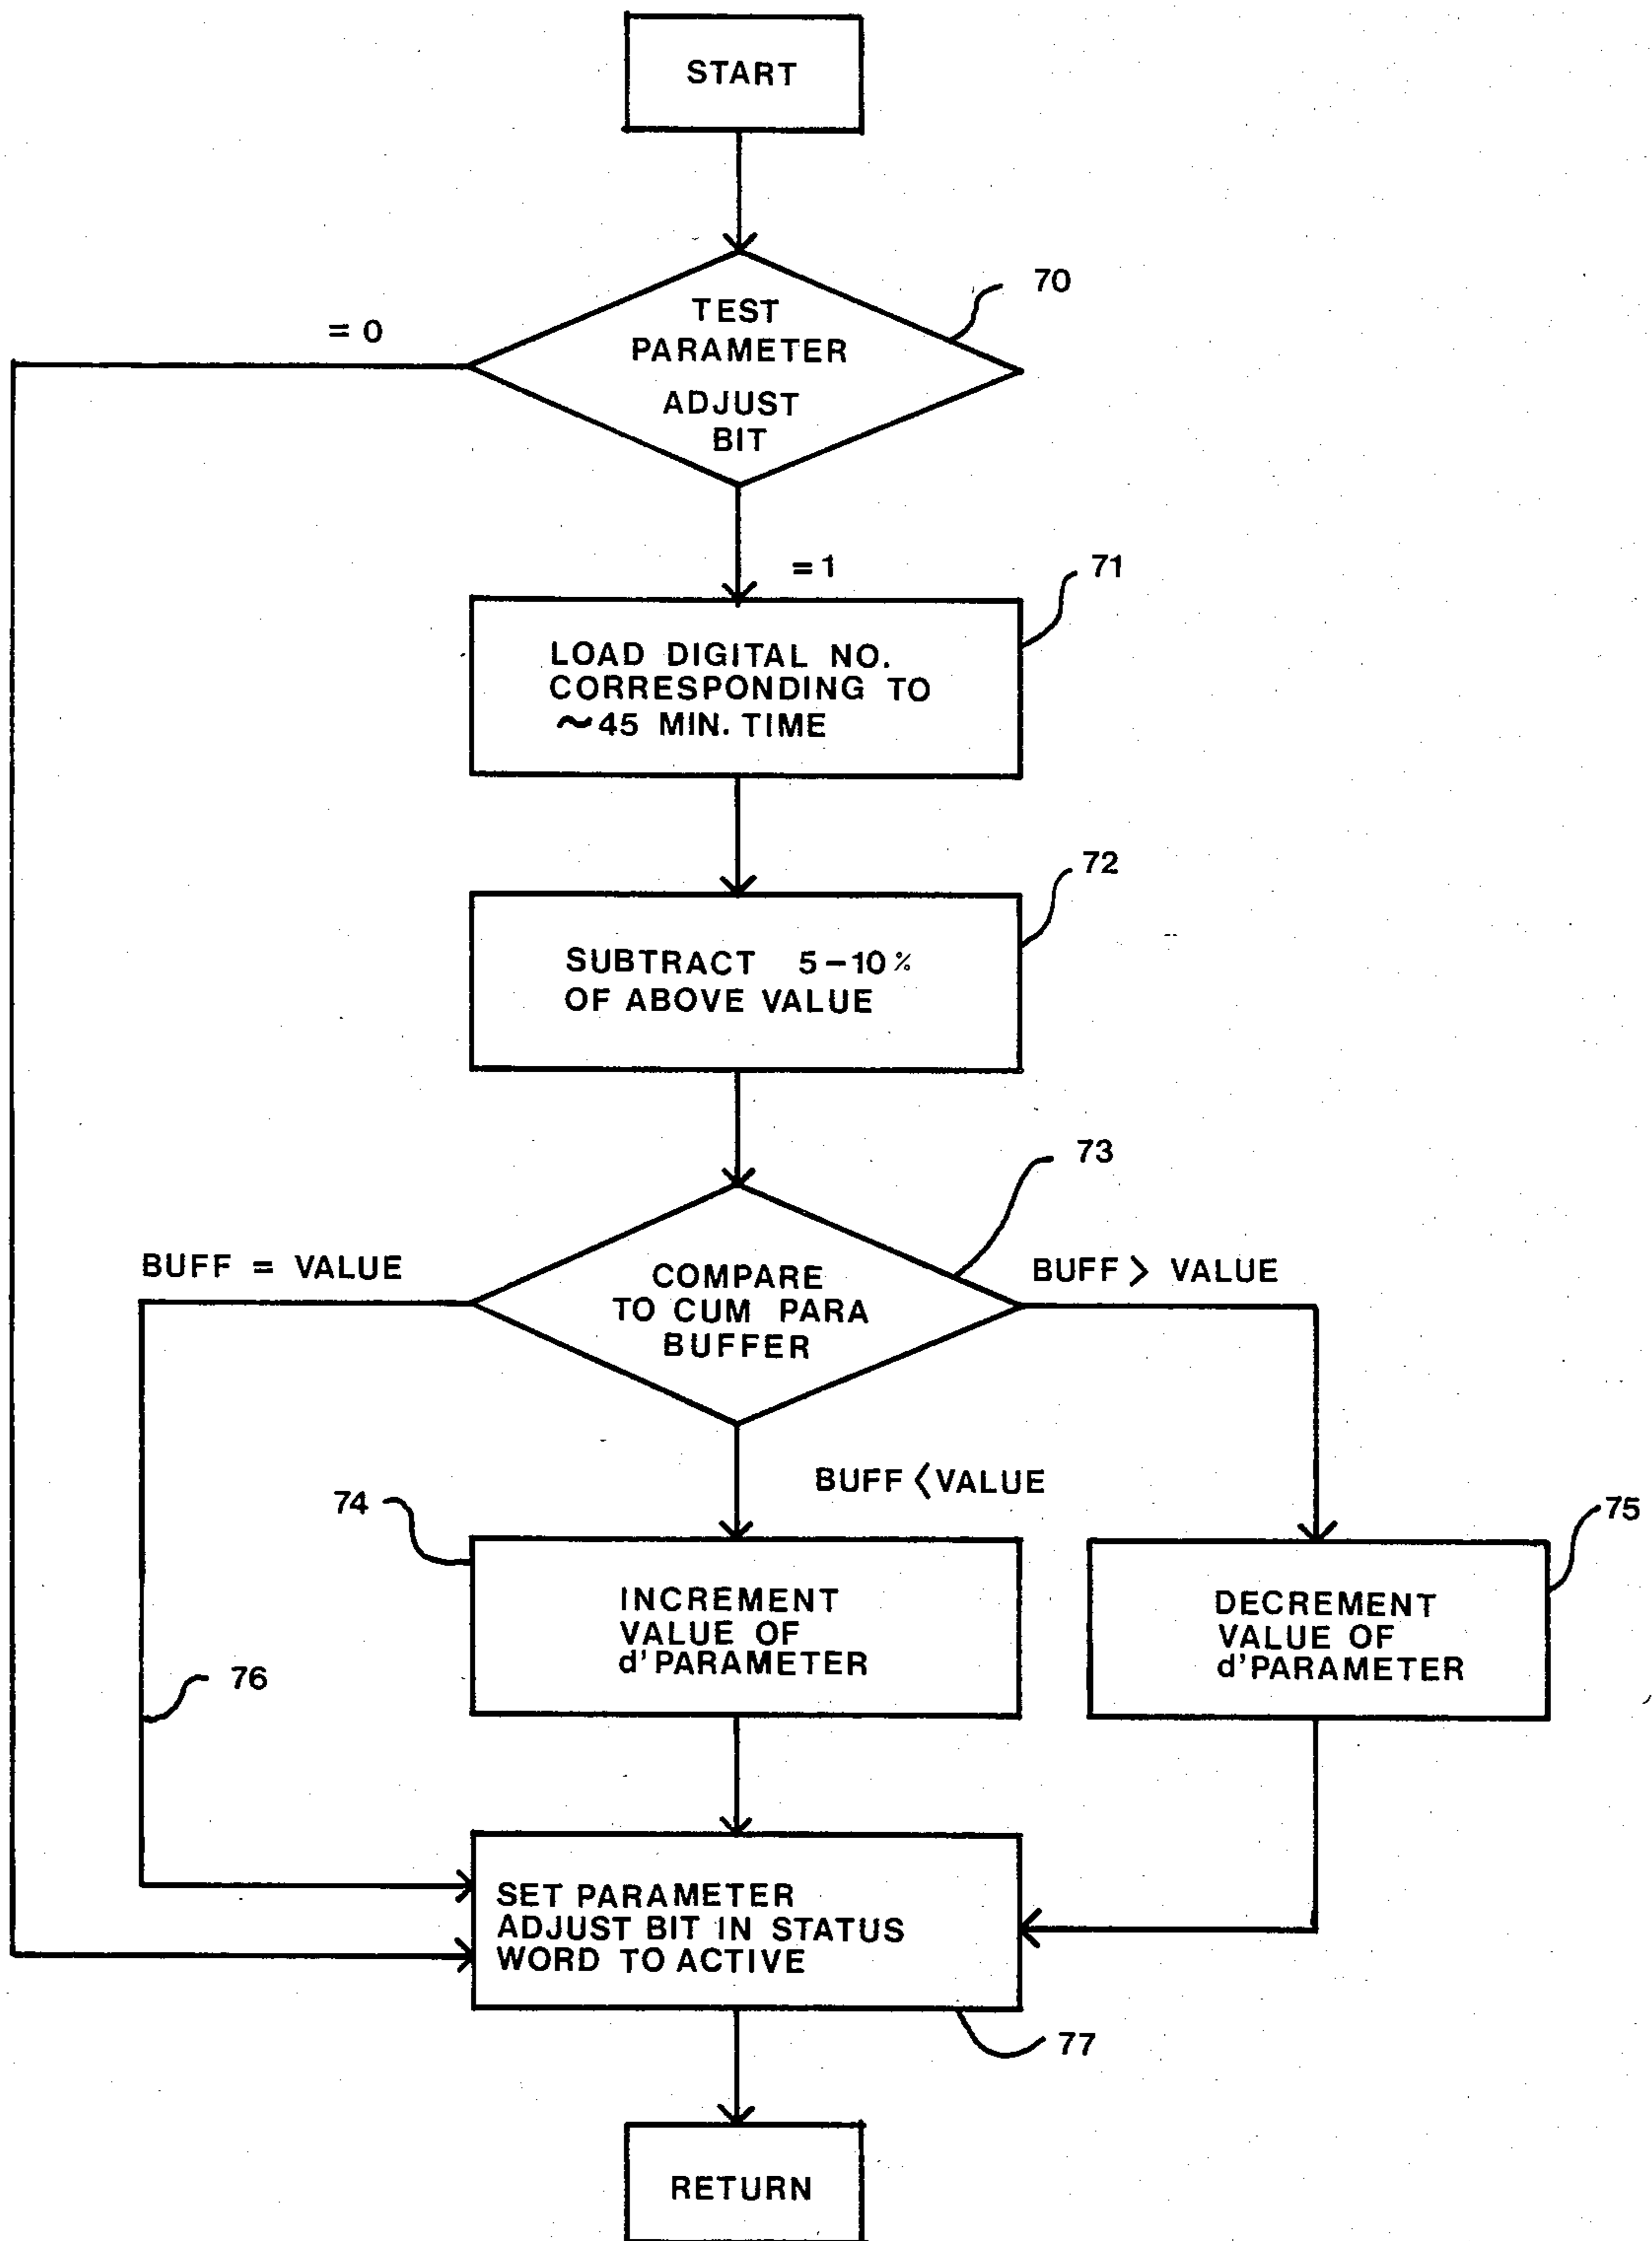 START
70
TEST
PARAMETER
ADJUST
BIT
= 0
= 1
71
LOAD DIGITAL NO.
CORRESPONDING TO
~45 MIN. TIME
72
SUBTRACT 5-10%
OF ABOVE VALUE
73
BUFF = VALUE
COMPARE
TO CUM PARA
BUFFER
BUFF > VALUE
BUFF < VALUE
74
INCREMENT
VALUE OF
d'PARAMETER
75
DECREMENT
VALUE OF
d'PARAMETER
76
SET PARAMETER
ADJUST BIT IN STATUS
WORD TO ACTIVE
77
RETURN